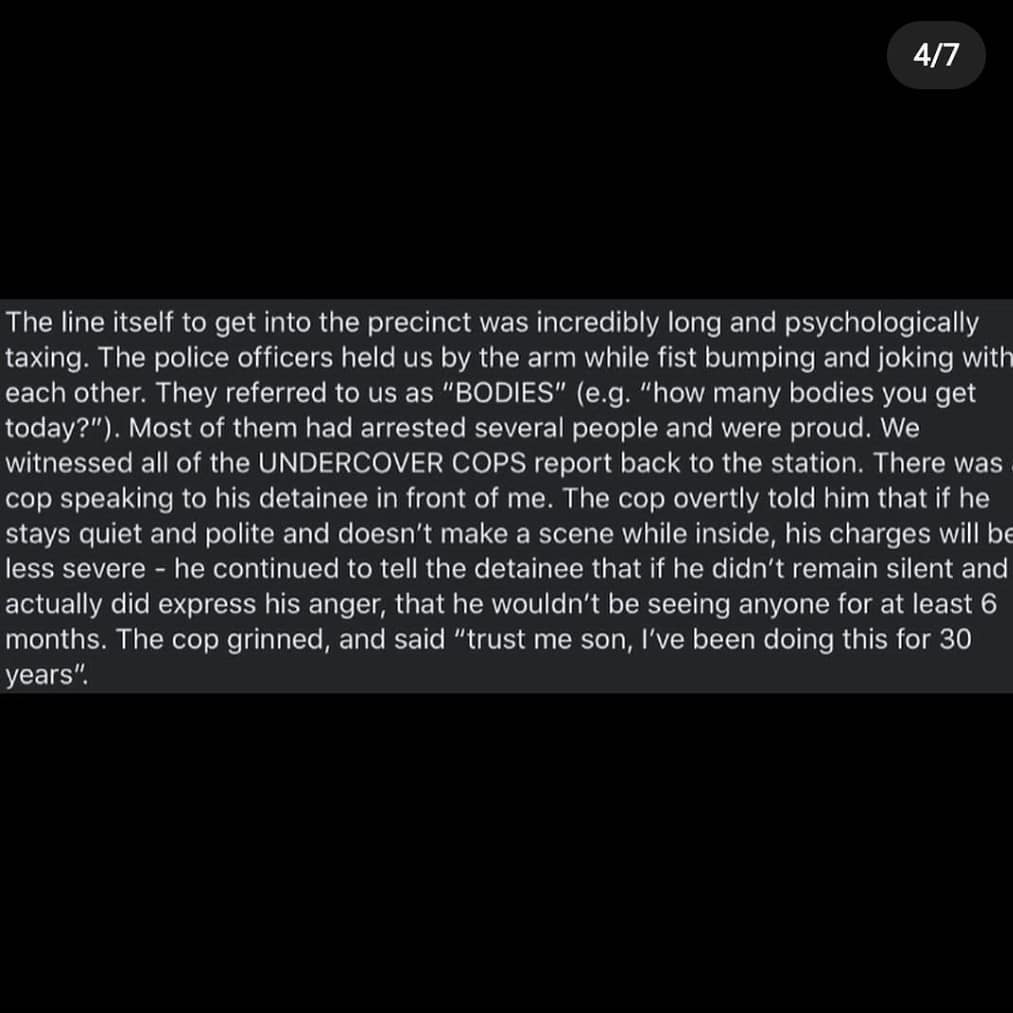 4/7
The line itself to get into the precinct was incredibly long and psychologically
taxing. The police officers held us by the arm while fist bumping and joking with
each other. They referred to us as “BODIES” (e.g. “how many bodies you get
today?”). Most of them had arrested several people and were proud. We
witnessed all of the UNDERCOVER COPS report back to the station. There was
cop speaking to his detainee in front of me. The cop overtly told him that if he
stays quiet and polite and doesn’t make a scene while inside, his charges will be
less severe - he continued to tell the detainee that if he didn’t remain silent and
actually did express his anger, that he wouldn’t be seeing anyone for at least 6
months. The cop grinned, and said “trust me son, I’ve been doing this for 30
years”.